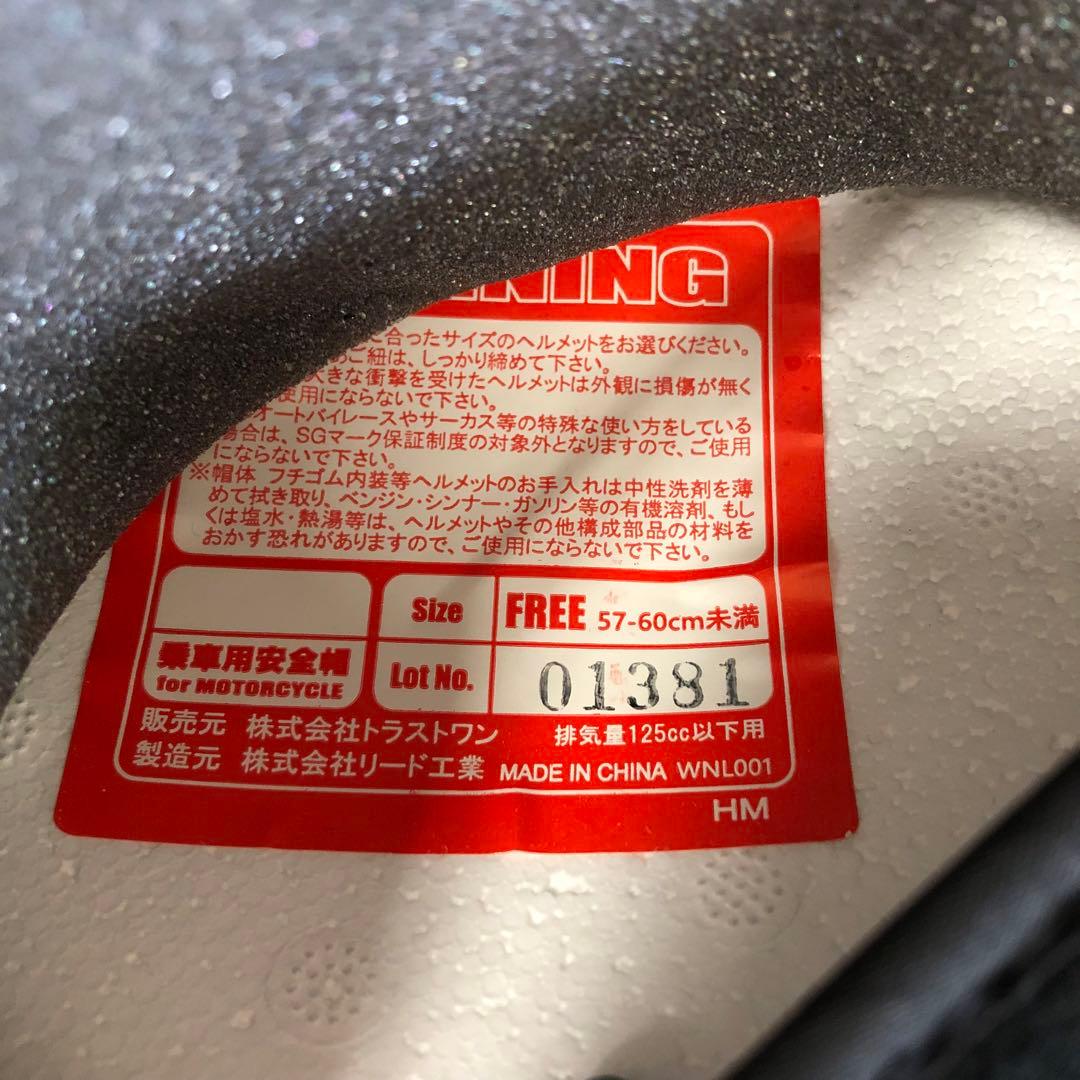 NING
合ったサイズのヘルメットをお選びください。
あご紐は、しっかり締めて下さい。
大きな衝撃を受けたヘルメットは外観に損傷が無く
使用にならないで下さい。
オートバイレースやサーカス等の特殊な使い方をしている
場合は、SGマーク保証制度の対象外となりますので、ご使用
にならないで下さい。
※帽体 フチゴム内装等ヘルメットのお手入れは中性洗剤を薄
めて拭き取り、ベンジン・シンナー・ガソリン等の有機溶剤、もし
くは塩水・熱湯等は、ヘルメットやその他構成部品の材料を
おかす恐れがありますので、ご使用にならないで下さい。
Size FREE 57-60cm未満
乗車用安全帽
for MOTORCYCLE
Lot No. 01381
販売元 株式会社トラストワン 排気量125cc以下用
製造元 株式会社リード工業 MADE IN CHINA WNL001
HM